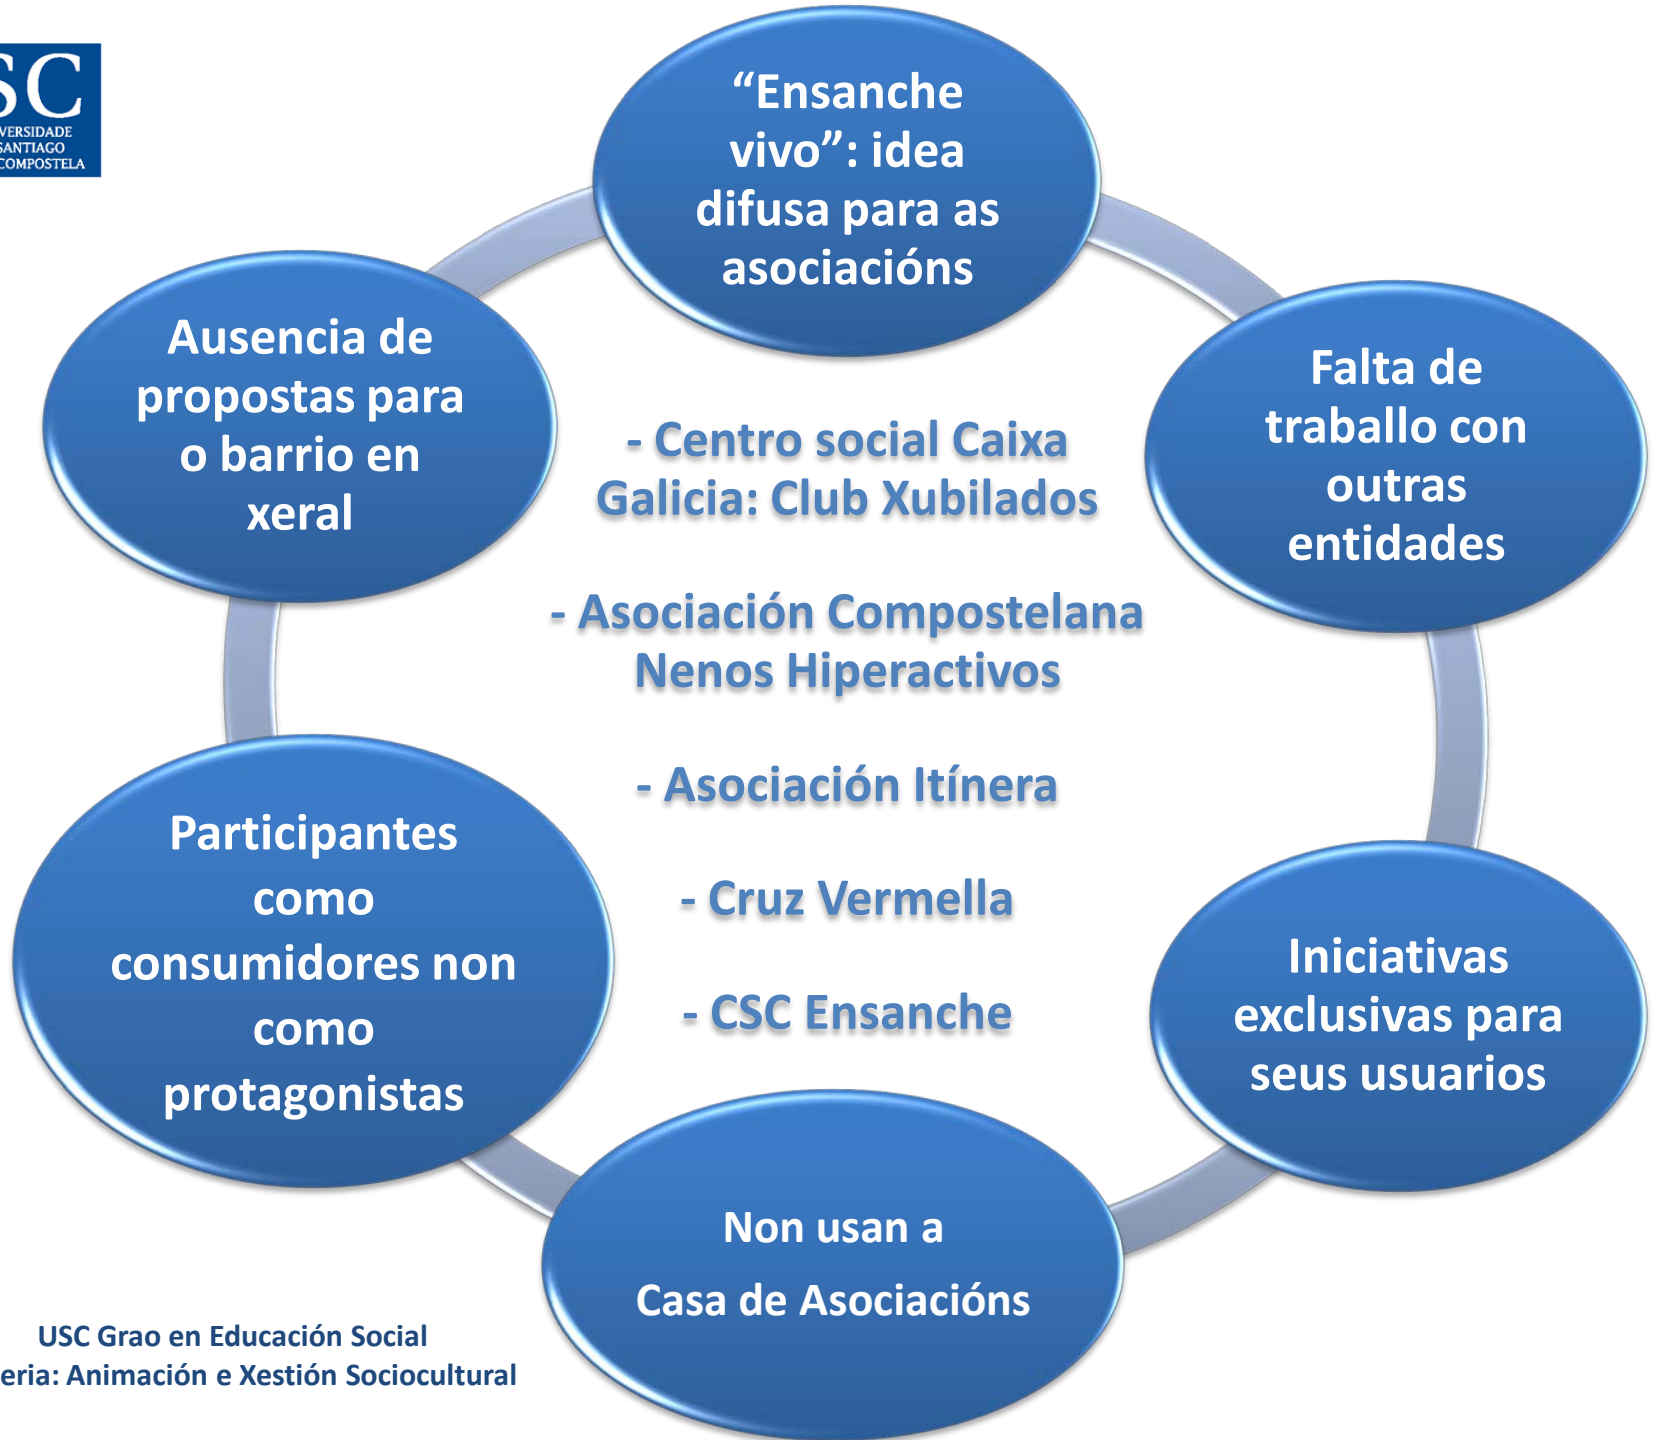 SC
VERSIDADE
SANTIAGO
COMPOSTELA
“Ensanche
vivo”: idea
difusa para as
asociacións
Falta de
traballo con
outras
entidades
Iniciativas
exclusivas para
seus usuarios
Non usan a
Casa de Asociacións
Participantes
como
consumidores non
como
protagonistas
Ausencia de
propostas para
o barrio en
xeral
- Centro social Caixa
Galicia: Club Xubilados
- Asociación Compostelana
Nenos Hiperactivos
- Asociación Itínera
- Cruz Vermella
- CSC Ensanche
USC Grao en Educación Social
eria: Animación e Xestión Sociocultural